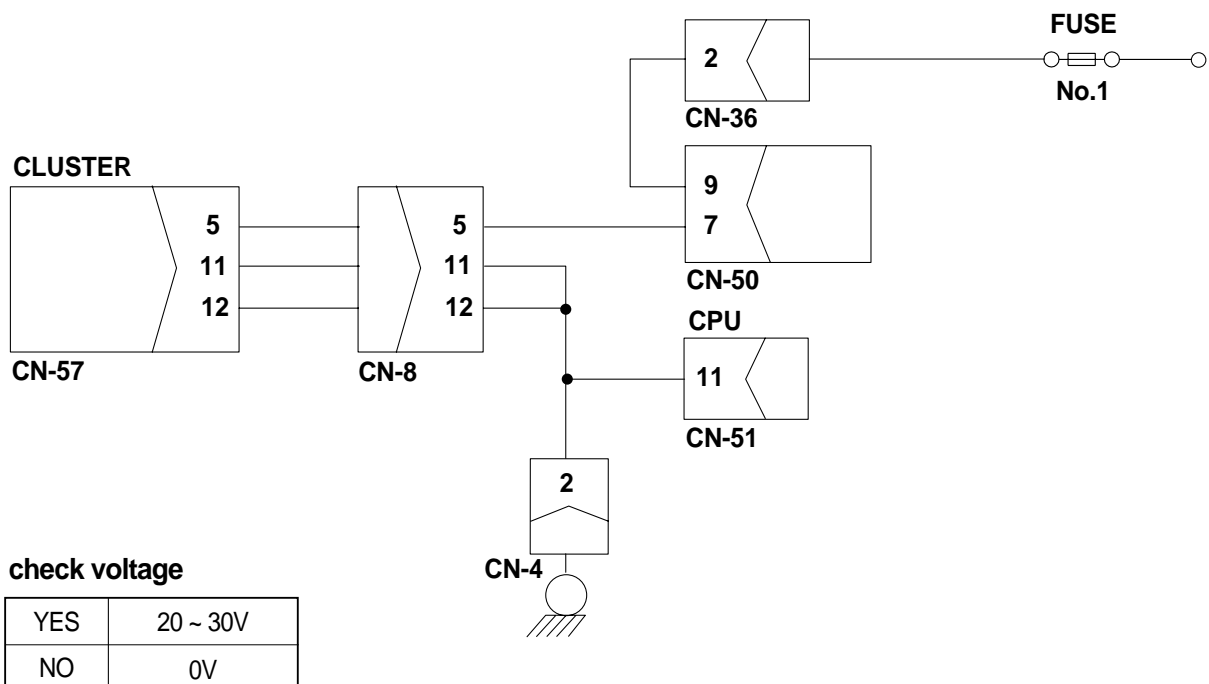 FUSE
2
No.1
CN-36
CLUSTER
9
5
5
7
11
11
CN-50
12
12
CPU
CN-57
CN-8
11
CN-51
2
CN-4
check voltage
YES 20 ~ 30V
NO 0V